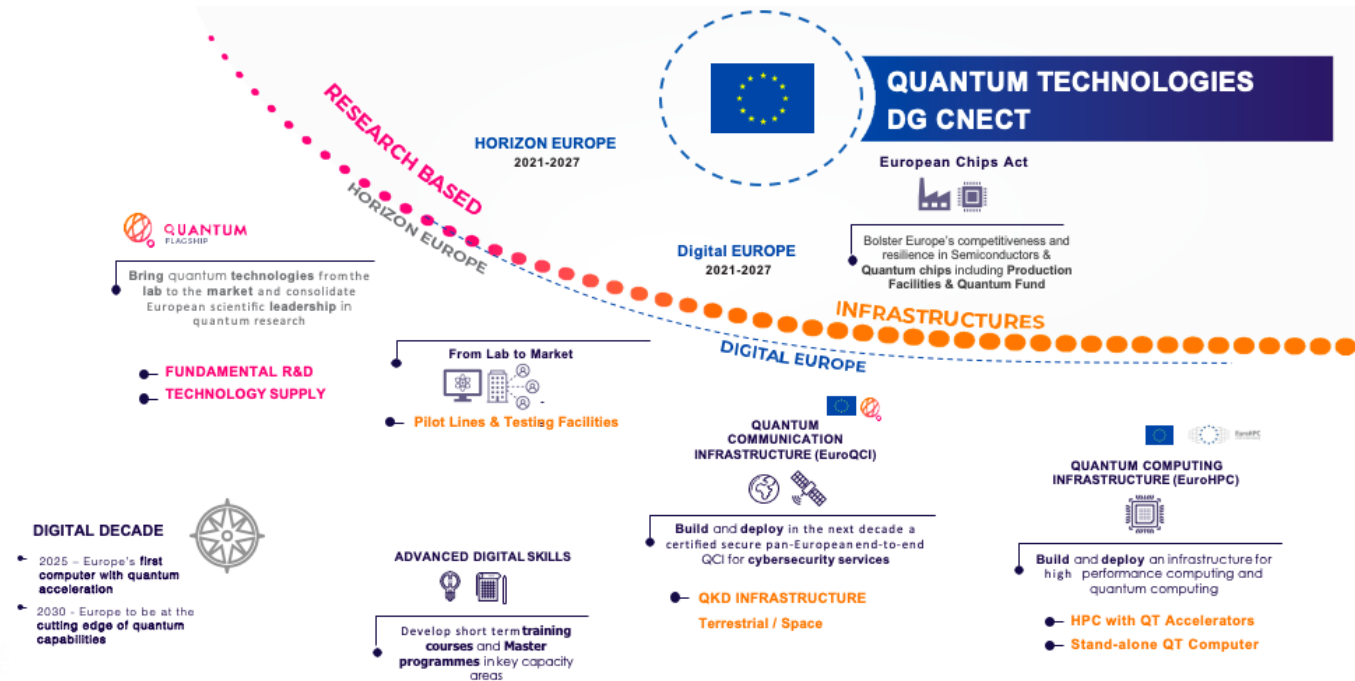 QUANTUM TECHNOLOGIES
DG CNECT
RESEARCH BASED
HORIZON EUROPE
HORIZON EUROPE
2021-2027
European Chips Act
Bolster Europe's competitiveness and
resilience in Semiconductors &
Quantum chips including Production
Facilities & Quantum Fund
Digital EUROPE
2021-2027
INFRASTRUCTURES
DIGITAL EUROPE
QUANTUM
FLAGSHIP
Bring quantum technologies from the
lab to the market and consolidate
European scientific leadership in
quantum research
FUNDAMENTAL R&D
TECHNOLOGY SUPPLY
From Lab to Market
Pilot Lines & Testing Facilities
QUANTUM
COMMUNICATION
INFRASTRUCTURE (EuroQCI)
Build and deploy in the next decade a
certified secure pan-European end-to-end
QCI for cybersecurity services
QKD INFRASTRUCTURE
Terrestrial / Space
EuroHPC
QUANTUM COMPUTING
INFRASTRUCTURE (EuroHPC)
Build and deploy an infrastructure for
high performance computing and
quantum computing
HPC with QT Accelerators
Stand-alone QT Computer
DIGITAL DECADE
2025 – Europe's first
computer with quantum
acceleration
2030 - Europe to be at the
cutting edge of quantum
capabilities
ADVANCED DIGITAL SKILLS
Develop short term training
courses and Master
programmes in key capacity
areas